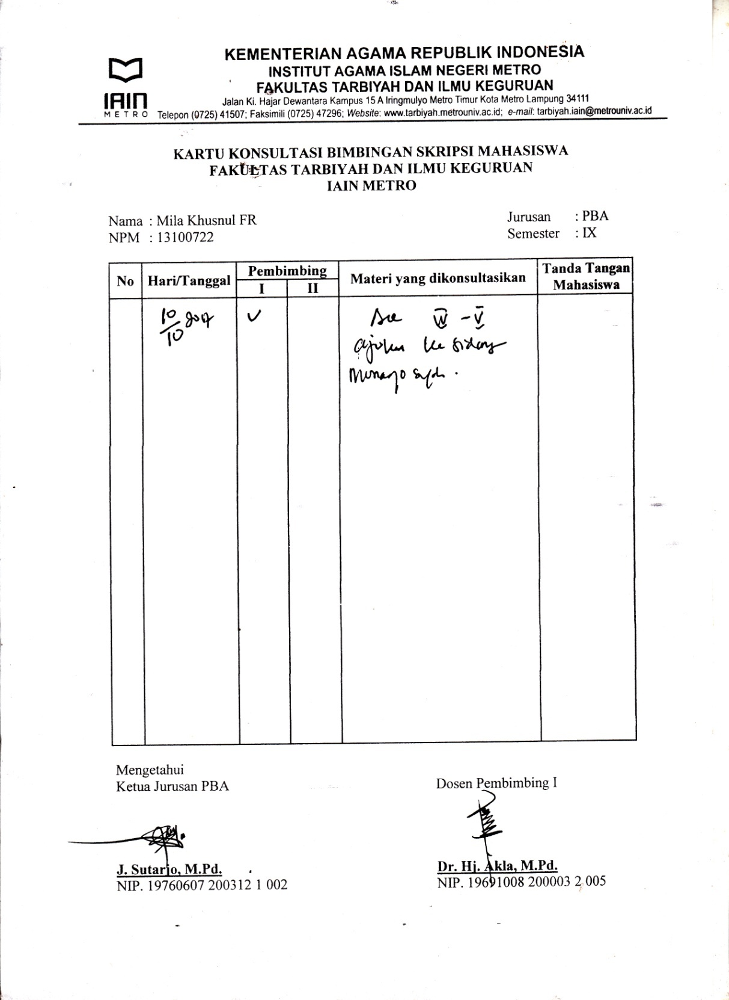 KEMENTERIAN AGAMA REPUBLIK INDONESIA
INSTITUT AGAMA ISLAM NEGERI METRO
FAKULTAS TARBIYAH DAN ILMU KEGURUAN
Jalan Ki. Hajar Dewantara Kampus 15 A Iringmulyo Metro Timur Kota Metro Lampung 34111
Telepon (0725) 41507; Faksimili (0725) 47296; Website: www.tarbiyah.metrouniv.ac.id; e-mail: tarbiyah.iain@metrouniv.ac.id
IAIN
METRO
KARTU KONSULTASI BIMBINGAN SKRIPSI MAHASISWA
FAKULTAS TARBIYAH DAN ILMU KEGURUAN
IAIN METRO
Nama : Mila Khusnul FR
NPM : 13100722
Jurusan : PBA
Semester : IX
No Hari/Tanggal Pembimbing I II Materi yang dikonsultasikan Tanda Tangan Mahasiswa
10/10 2017 ✓ Acc IV - V
ajukan ke sidang
Mengetahui
Ketua Jurusan PBA
J. Sutarjo, M.Pd.
NIP. 19760607 200312 1 002
Dosen Pembimbing I
Dr. Hj. Akla, M.Pd.
NIP. 19691008 200003 2 005